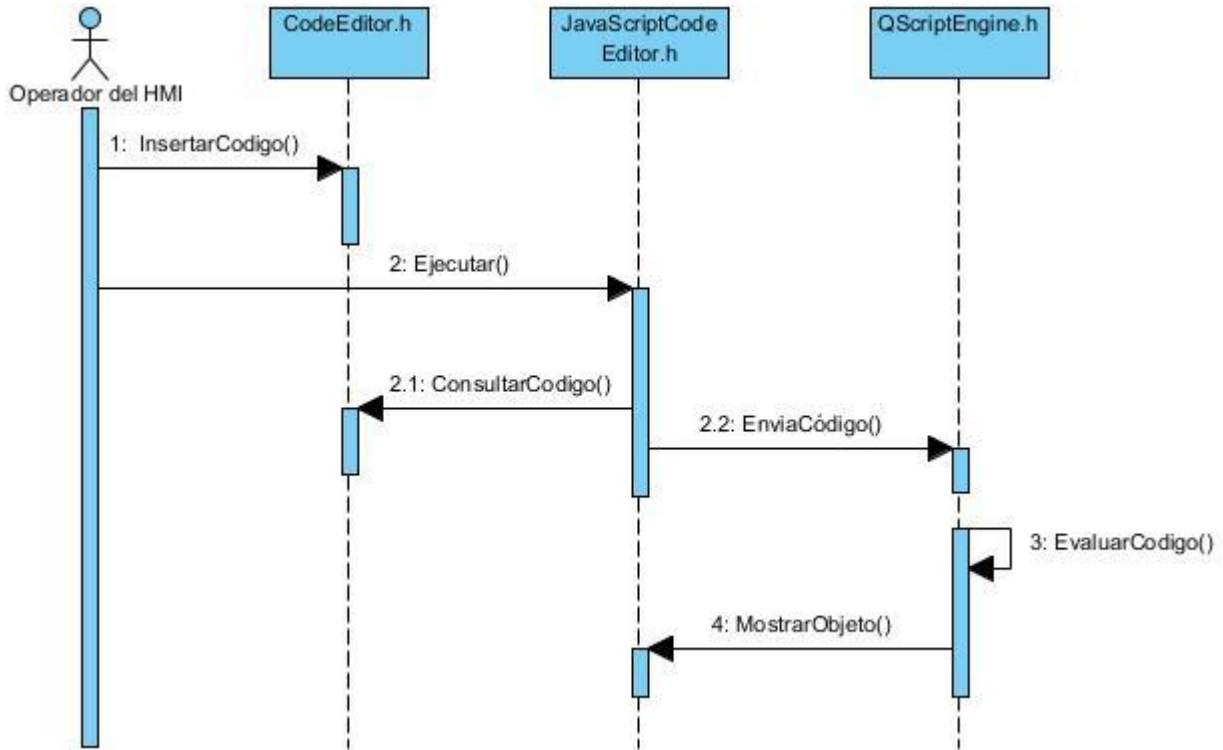 CodeEditor.h
JavaScriptCode
Editor.h
QScriptEngine.h
Operador del HMI
1: InsertarCodigo()
2: Ejecutar()
2.1: ConsultarCodigo()
2.2: EnviaCódigo()
3: EvaluarCodigo()
4: MostrarObjeto()